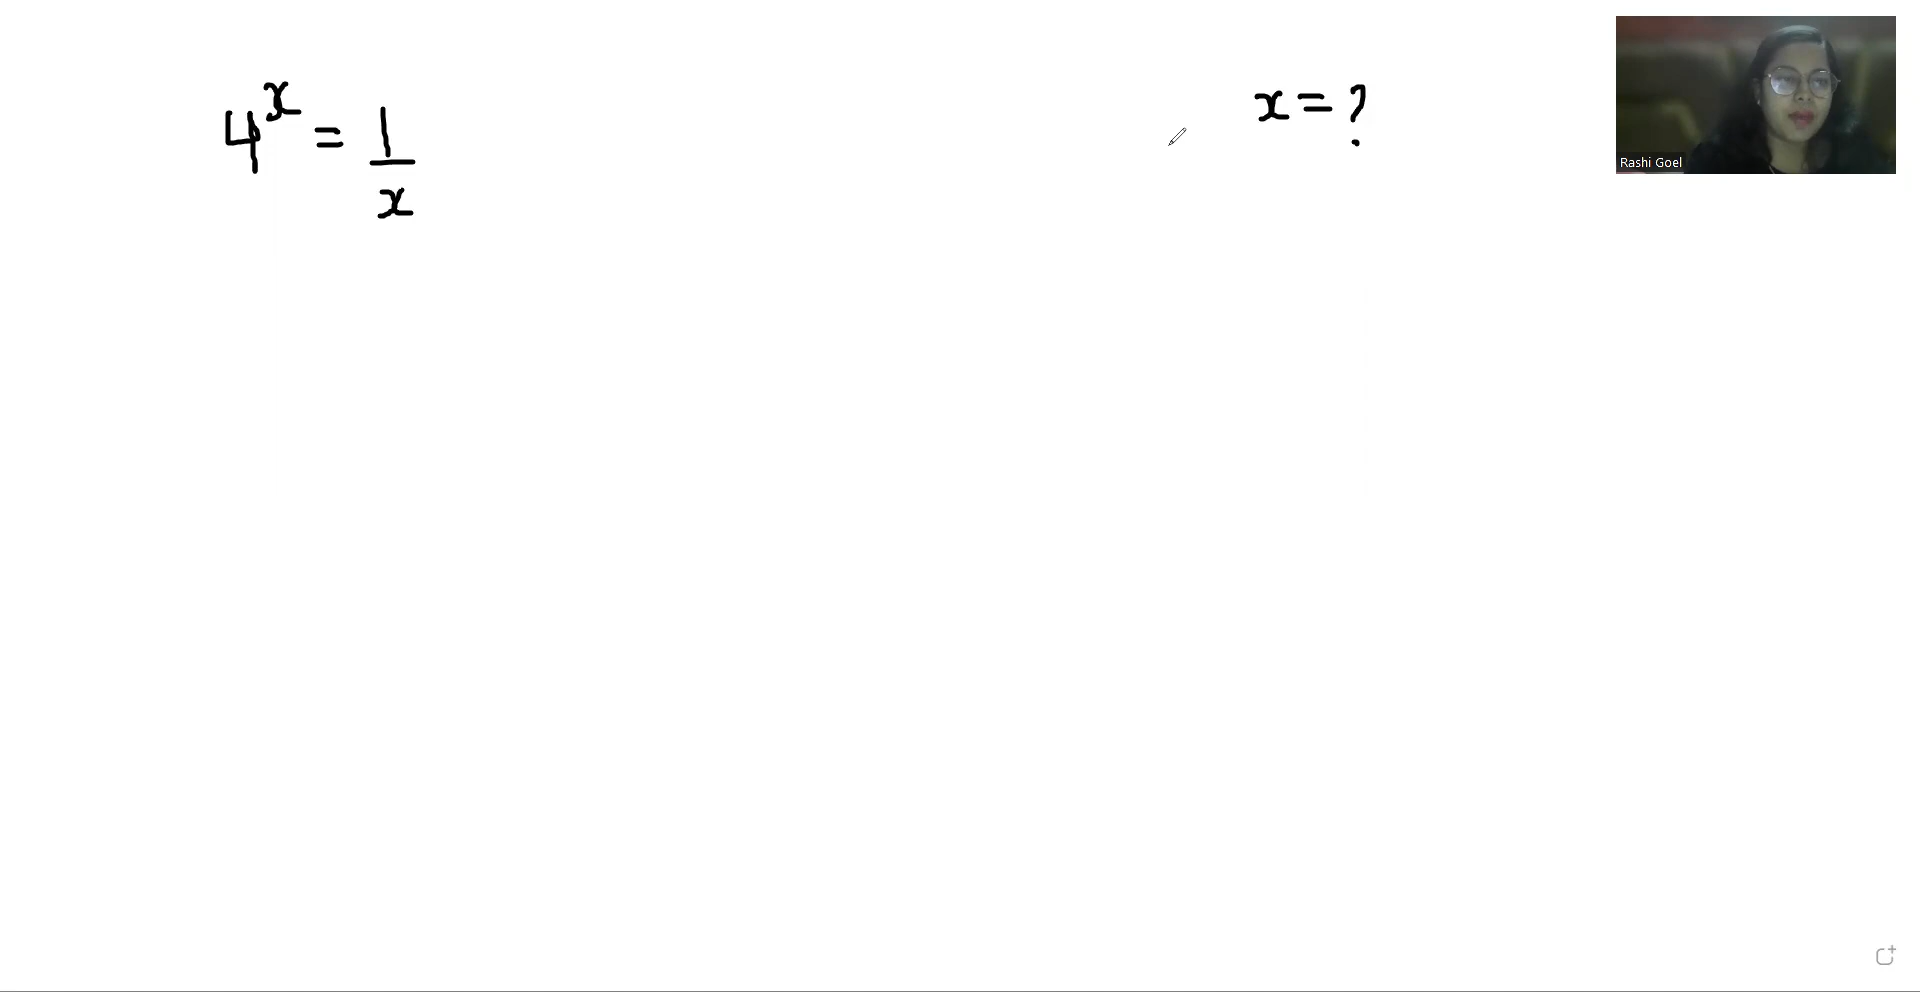 4^x = 1/x
x = ?
Rashi Goel